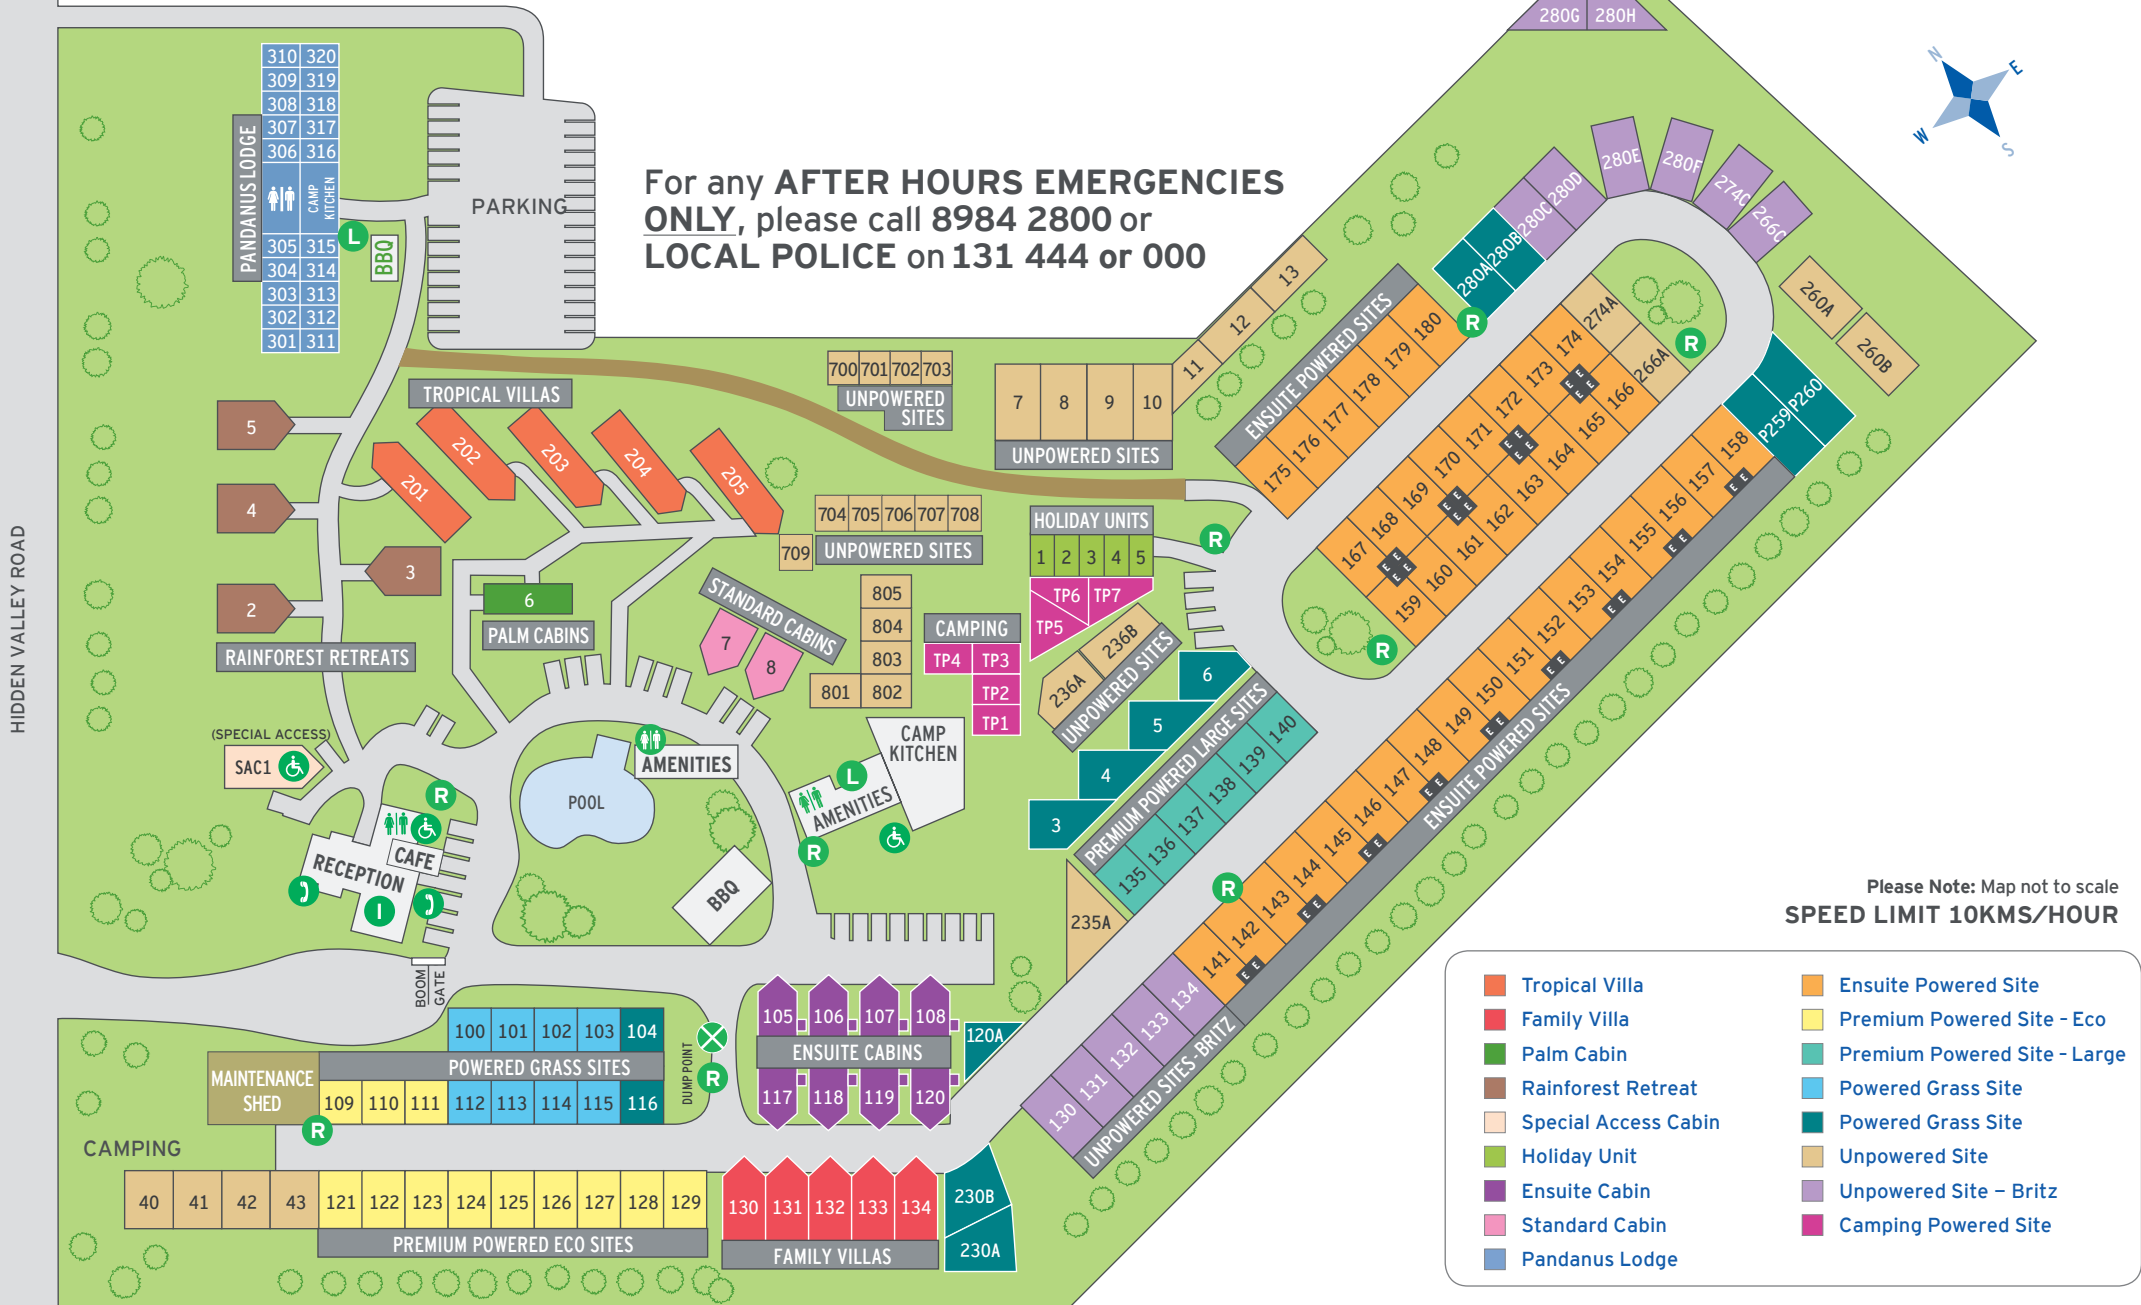 280G 280H
N E
W S
310 320
309 319
308 318
307 317
306 316
CAMP
KITCHEN
305 315
304 314
303 313
302 312
301 311
PANDANUS LODGE
L
BBQ
PARKING
For any AFTER HOURS EMERGENCIES
ONLY, please call 8984 2800 or
LOCAL POLICE on 131 444 or 000
280E 280F 274C 266C
280A 280B 280C 280D
R
11 12 13
ENSUITE POWERED SITES
175 176 177 178 179 180
274A
266A
R
260A
260B
P259 P260
167 168 169 170 171 172 173 174
E E E E
E E E E
E E E E
E E E E
159 160 161 162 163 164 165 166
R
700 701 702 703
UNPOWERED
SITES
7 8 9 10
UNPOWERED SITES
TROPICAL VILLAS
201 202 203 204 205
5
4
3
2
RAINFOREST RETREATS
6
PALM CABINS
704 705 706 707 708
709
UNPOWERED SITES
HOLIDAY UNITS
1 2 3 4 5
R
TP6 TP7
TP5
STANDARD CABINS
7
8
805
804
803
801 802
CAMPING
TP4 TP3
TP2
TP1
236A 236B
UNPOWERED SITES
6
5
4
3
PREMIUM POWERED LARGE SITES
135 136 137 138 139 140
235A
HIDDEN VALLEY ROAD
(SPECIAL ACCESS)
SAC1
R
CAFE
RECEPTION
I
POOL
AMENITIES
BBQ
CAMP
KITCHEN
L
AMENITIES
R
BOOM
GATE
R
141 142 143 144 145 146 147 148 149 150 151 152 153 154 155 156 157 158
E E
E E
E E
E E
E E
E E
E E
E E
E E
ENSUITE POWERED SITES
130 131 132 133 134
UNPOWERED SITES-BRITZ
100 101 102 103 104
POWERED GRASS SITES
MAINTENANCE
SHED
109 110 111 112 113 114 115 116
R
DUMP POINT
R
105 106 107 108
ENSUITE CABINS
117 118 119 120
120A
CAMPING
40 41 42 43 121 122 123 124 125 126 127 128 129
PREMIUM POWERED ECO SITES
130 131 132 133 134
FAMILY VILLAS
230B
230A
Please Note: Map not to scale
SPEED LIMIT 10KMS/HOUR
Tropical Villa
Family Villa
Palm Cabin
Rainforest Retreat
Special Access Cabin
Holiday Unit
Ensuite Cabin
Standard Cabin
Pandanus Lodge
Ensuite Powered Site
Premium Powered Site - Eco
Premium Powered Site - Large
Powered Grass Site
Powered Grass Site
Unpowered Site
Unpowered Site – Britz
Camping Powered Site